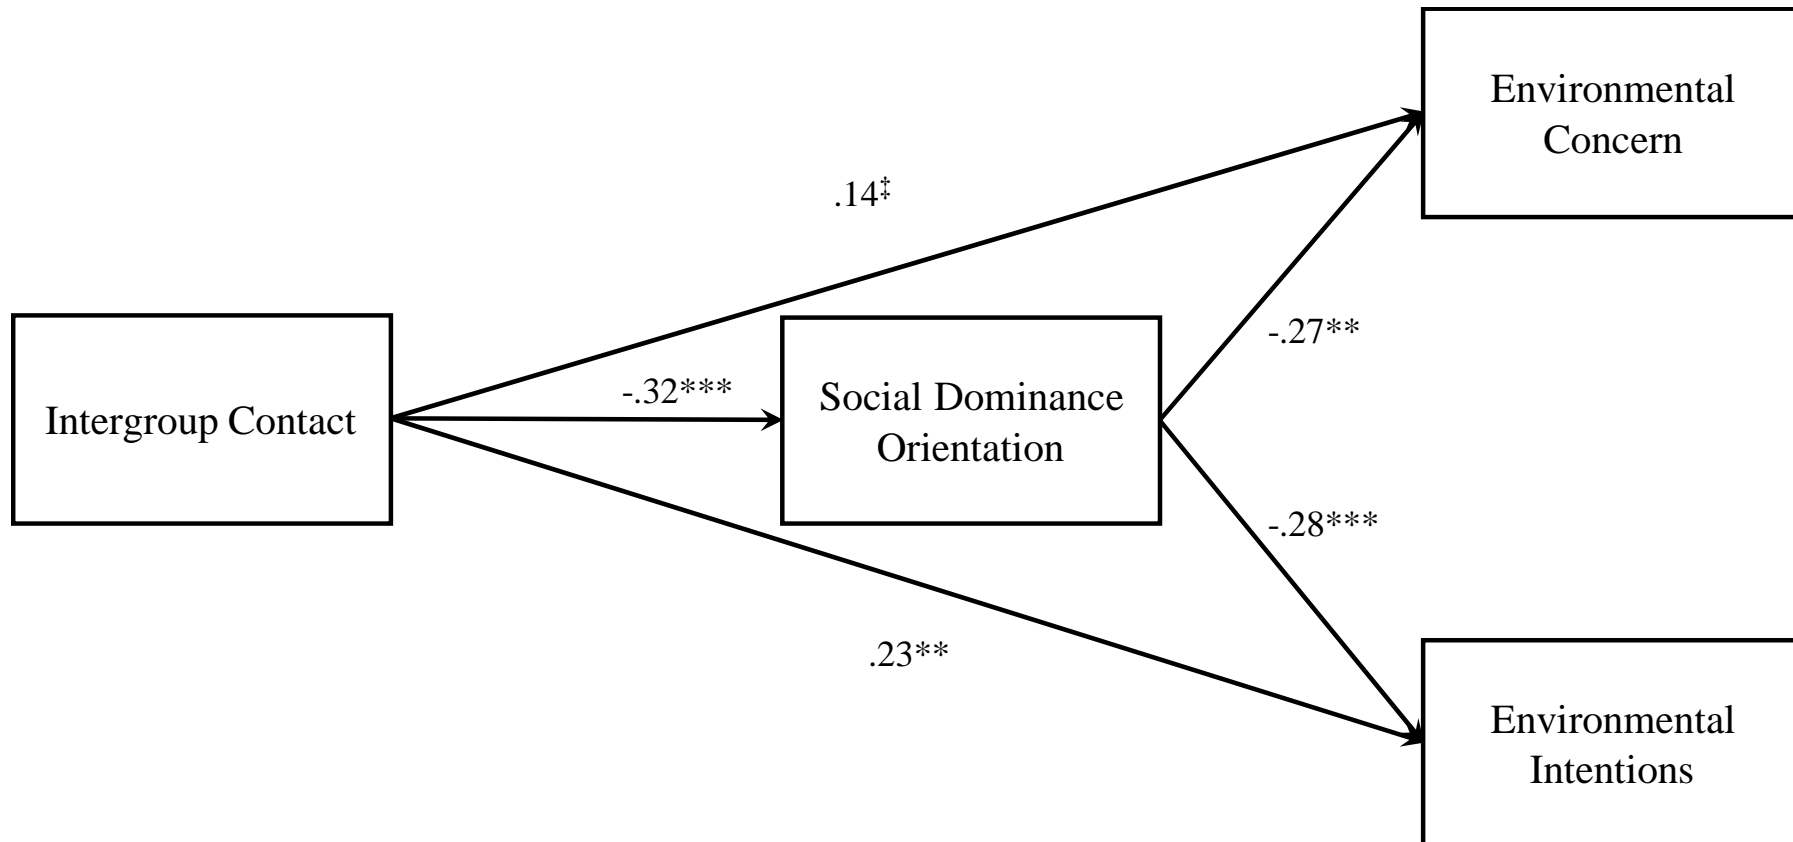 Environmental
Concern
.14‡
-.27**
-.32***
Intergroup Contact
Social Dominance
Orientation
-.28***
.23**
Environmental
Intentions